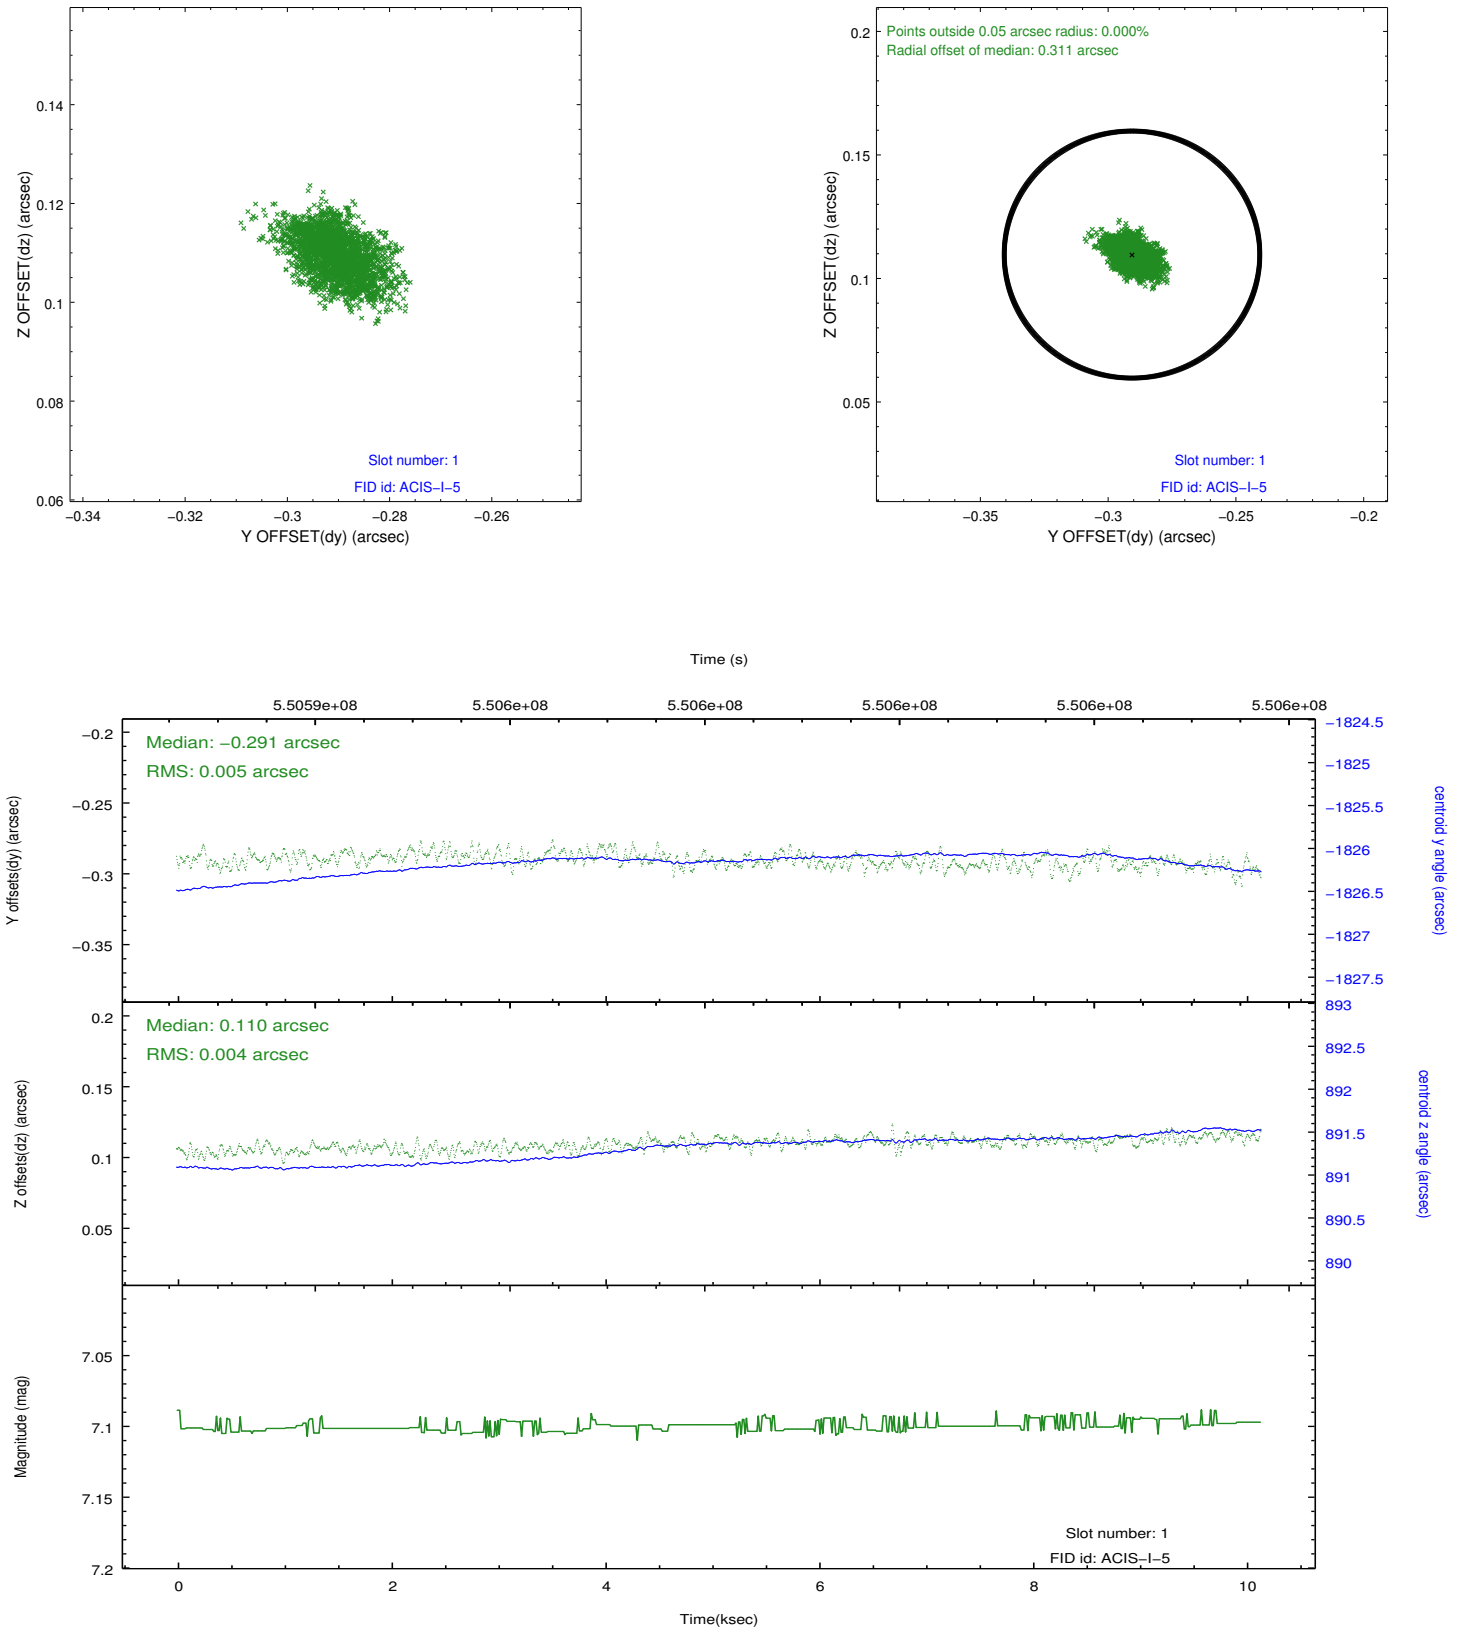 0.14
0.12
0.1
0.08
0.06
−0.34
−0.32
−0.3
−0.28
−0.26
Z OFFSET(dz) (arcsec)
Y OFFSET(dy) (arcsec)
Slot number: 1
FID id: ACIS−I−5
Points outside 0.05 arcsec radius: 0.000%
Radial offset of median: 0.311 arcsec
0.2
0.15
0.1
0.05
−0.35
−0.3
−0.25
−0.2
Z OFFSET(dz) (arcsec)
Y OFFSET(dy) (arcsec)
Slot number: 1
FID id: ACIS−I−5
Time (s)
5.5059e+08
5.506e+08
5.506e+08
5.506e+08
5.506e+08
5.506e+08
Median: −0.291 arcsec
RMS: 0.005 arcsec
−0.2
−0.25
−0.3
−0.35
Y offsets(dy) (arcsec)
−1824.5
−1825
−1825.5
−1826
−1826.5
−1827
−1827.5
centroid y angle (arcsec)
Median: 0.110 arcsec
RMS: 0.004 arcsec
0.2
0.15
0.1
0.05
Z offsets(dz) (arcsec)
893
892.5
892
891.5
891
890.5
890
centroid z angle (arcsec)
7.05
7.1
7.15
7.2
Magnitude (mag)
Slot number: 1
FID id: ACIS−I−5
0
2
4
6
8
10
Time(ksec)